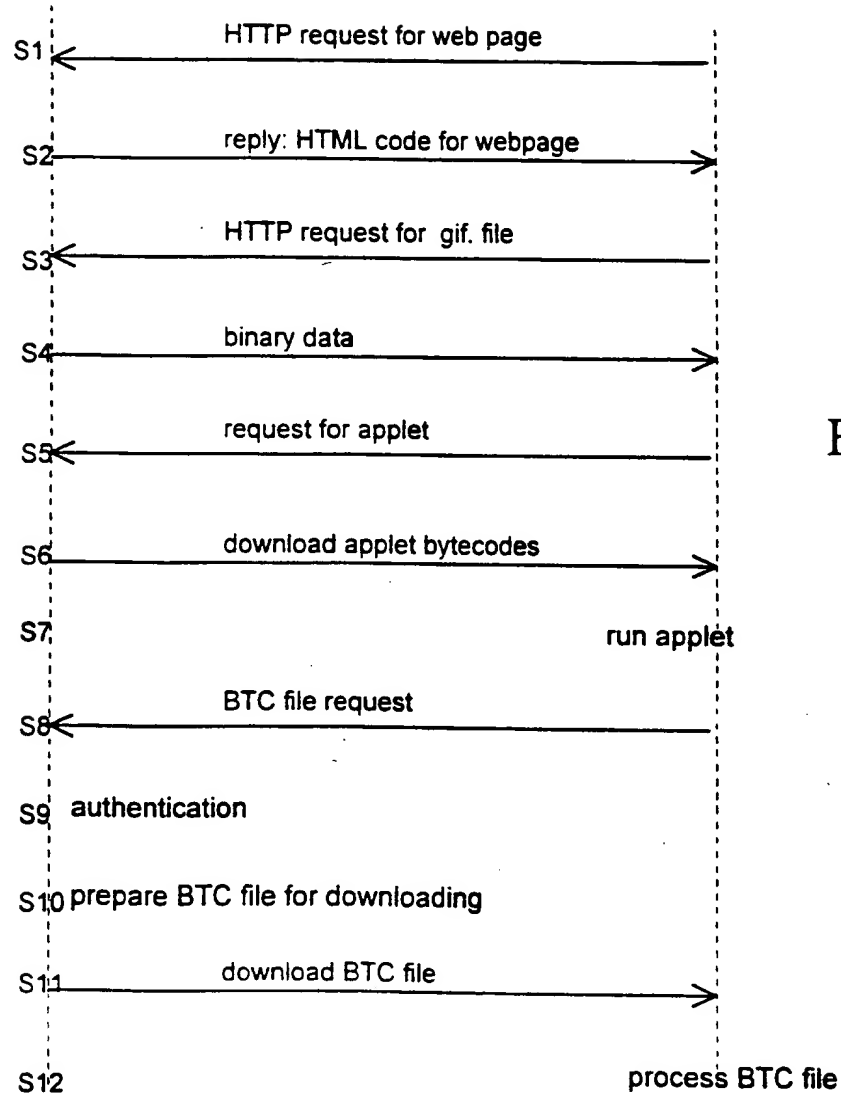 S1 HTTP request for web page
S2 reply: HTML code for webpage
S3 HTTP request for gif. file
S4 binary data
S5 request for applet
S6 download applet bytecodes
S7 run applet
S8 BTC file request
S9 authentication
S10 prepare BTC file for downloading
S11 download BTC file
S12 process BTC file